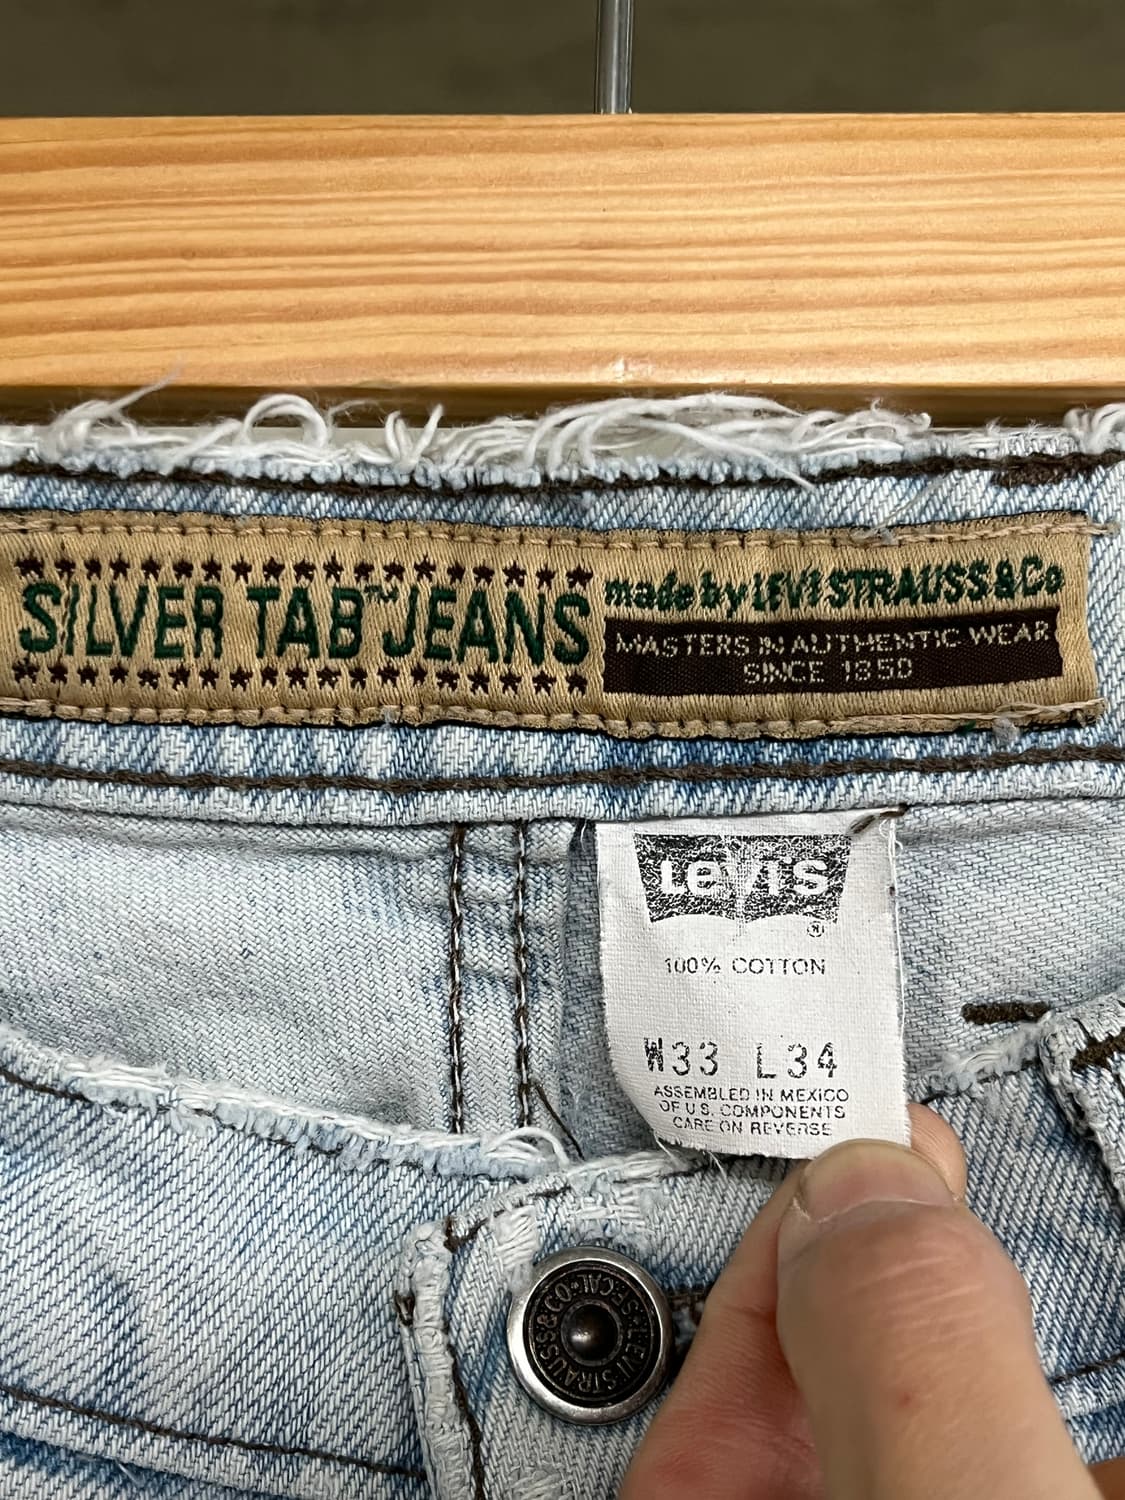 SILVER TAB™ JEANS
made by LEVI STRAUSS & Co
MASTERS IN AUTHENTIC WEAR
SINCE 1850
Levi's
®
100% COTTON
W33 L34
ASSEMBLED IN MEXICO
OF U.S. COMPONENTS
CARE ON REVERSE
LEVI STRAUSS & CO. S.F. CAL.